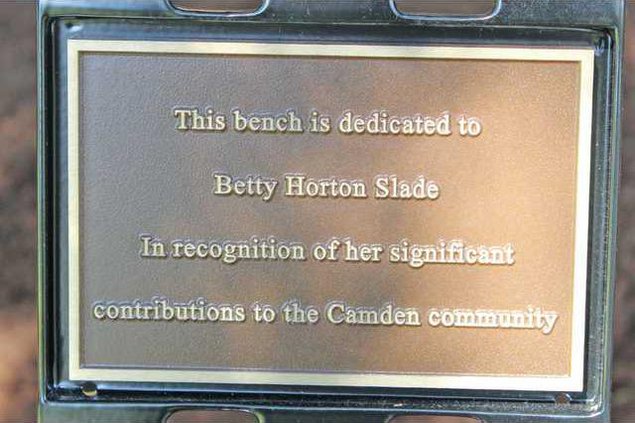 This bench is dedicated to
Betty Horton Slade
In recognition of her significant
contributions to the Camden community